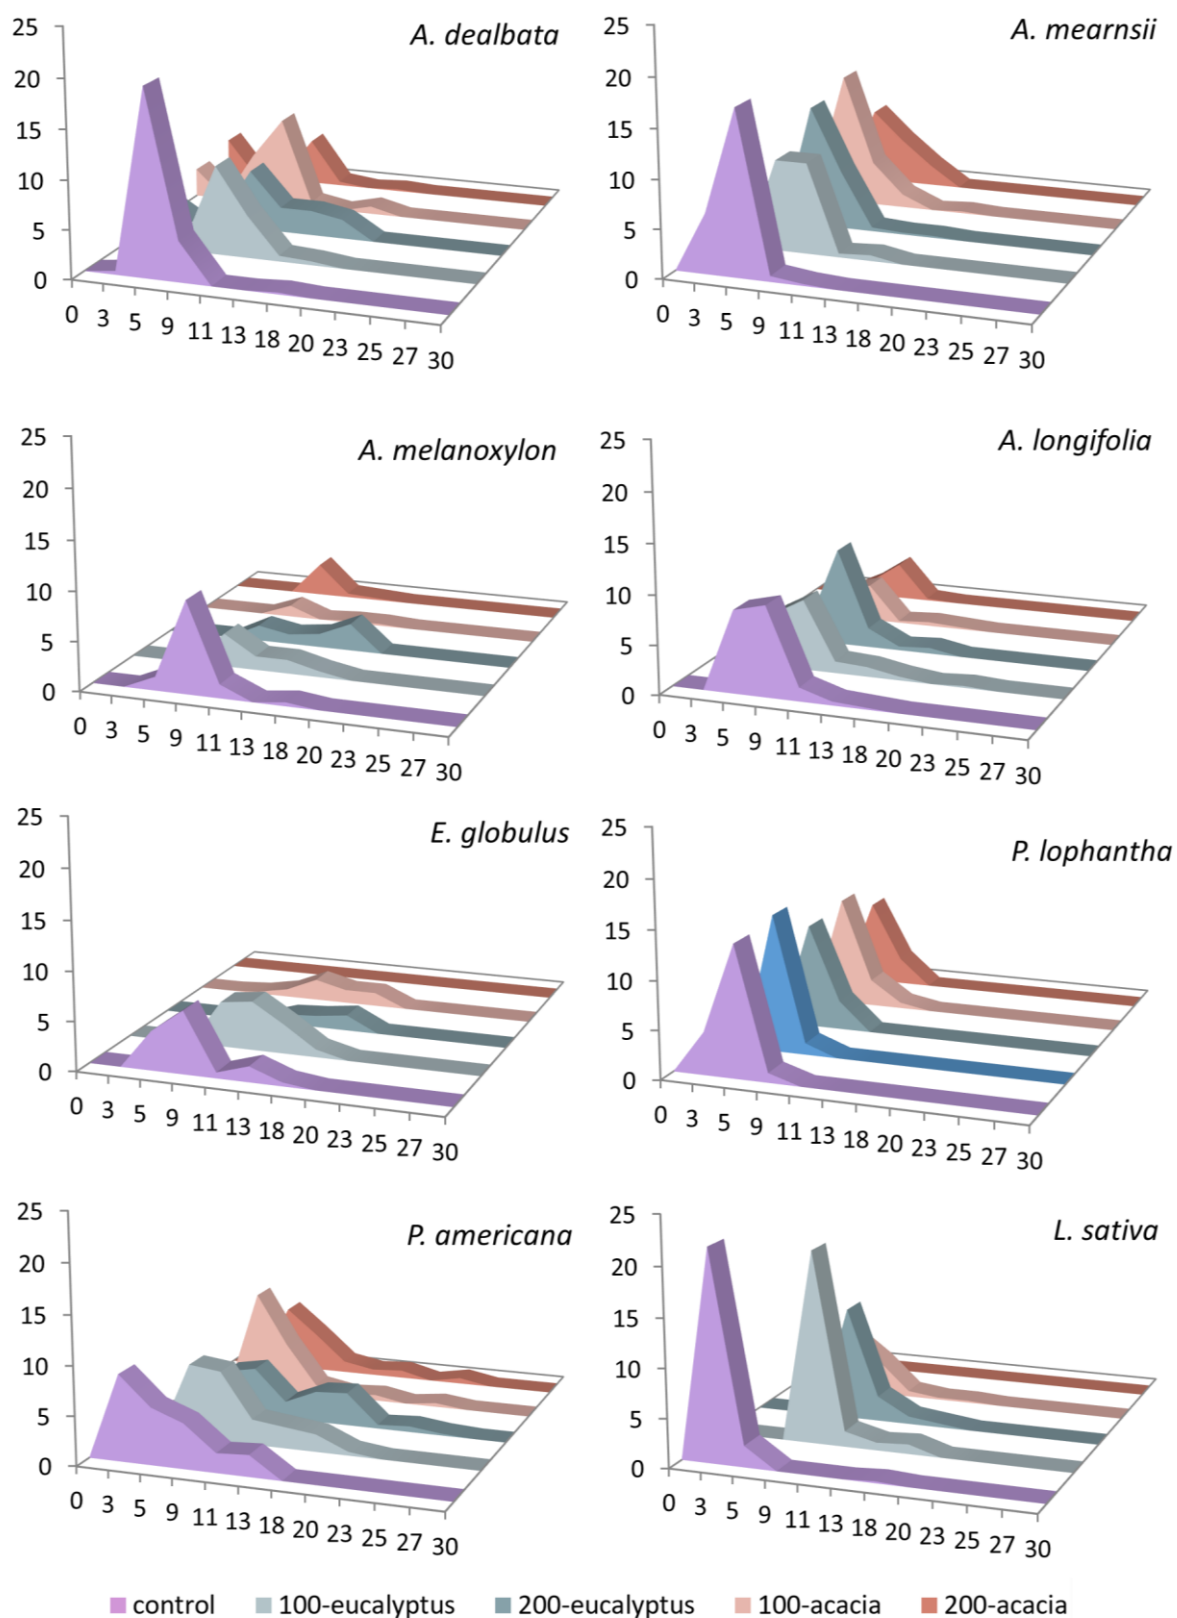 A. dealbata
25
20
15
10
5
0
0 3 5 9 11 13 18 20 23 25 27 30
A. mearnsii
25
20
15
10
5
0
0 3 5 9 11 13 18 20 23 25 27 30
A. melanoxylon
25
20
15
10
5
0
0 3 5 9 11 13 18 20 23 25 27 30
A. longifolia
25
20
15
10
5
0
0 3 5 9 11 13 18 20 23 25 27 30
E. globulus
25
20
15
10
5
0
0 3 5 9 11 13 18 20 23 25 27 30
P. lophantha
25
20
15
10
5
0
0 3 5 9 11 13 18 20 23 25 27 30
P. americana
25
20
15
10
5
0
0 3 5 9 11 13 18 20 23 25 27 30
L. sativa
25
20
15
10
5
0
0 3 5 9 11 13 18 20 23 25 27 30
control 100-eucalyptus 200-eucalyptus 100-acacia 200-acacia